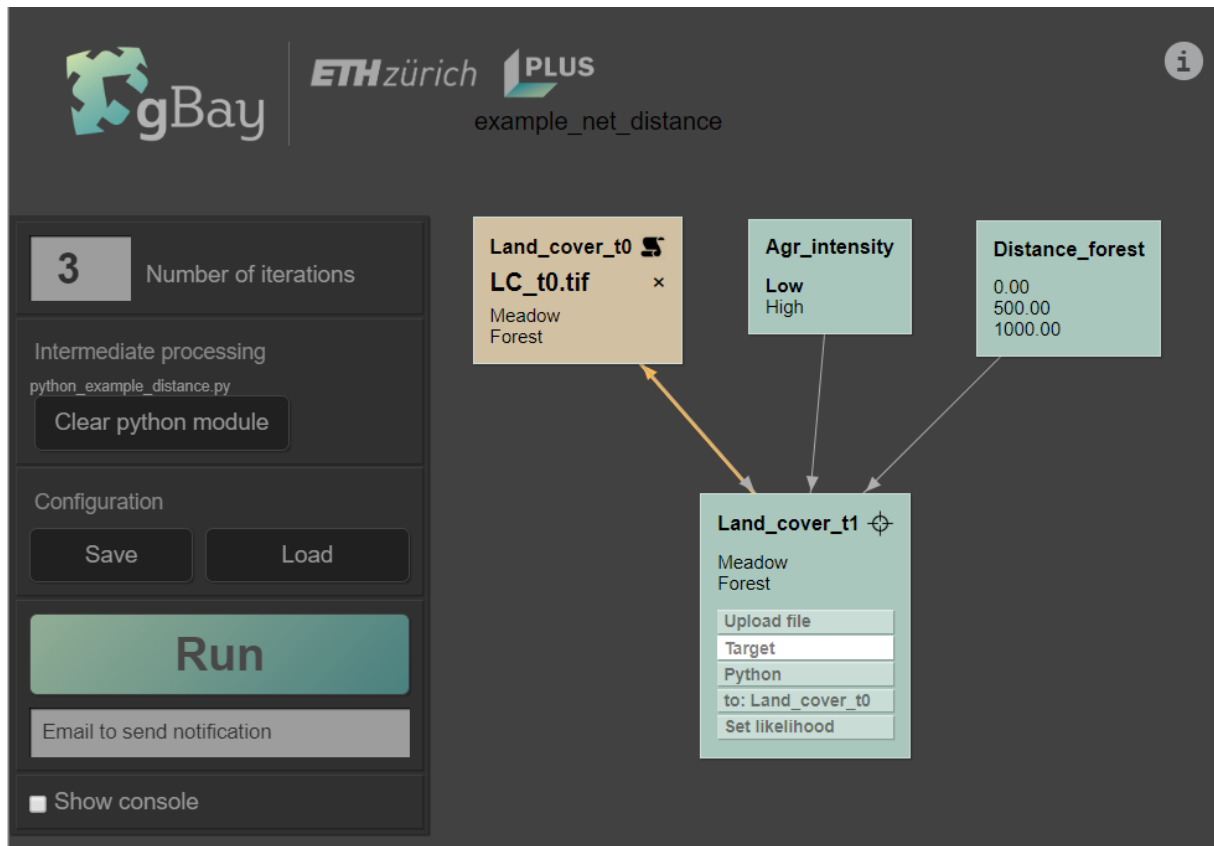 gBay
ETH zürich
PLUS
i
example_net_distance
3 Number of iterations
Intermediate processing
python_example_distance.py
Clear python module
Configuration
Save
Load
Run
Email to send notification
Show console
Land_cover_t0
LC_t0.tif ×
Meadow
Forest
Agr_intensity
Low
High
Distance_forest
0.00
500.00
1000.00
Land_cover_t1
Meadow
Forest
Upload file
Target
Python
to: Land_cover_t0
Set likelihood